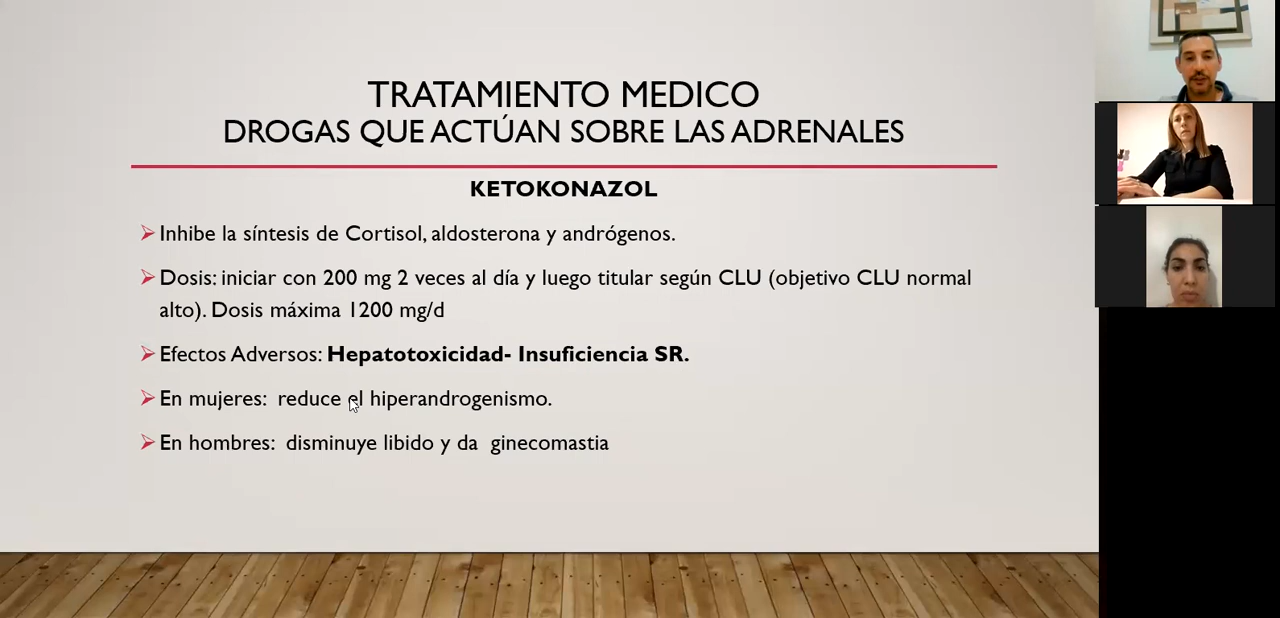 TRATAMIENTO MEDICO
DROGAS QUE ACTÚAN SOBRE LAS ADRENALES
KETOKONAZOL
Inhibe la síntesis de Cortisol, aldosterona y andrógenos.
Dosis: iniciar con 200 mg 2 veces al día y luego titular según CLU (objetivo CLU normal
alto). Dosis máxima 1200 mg/d
Efectos Adversos: Hepatotoxicidad- Insuficiencia SR.
En mujeres: reduce el hiperandrogenismo.
En hombres: disminuye libido y da ginecomastia